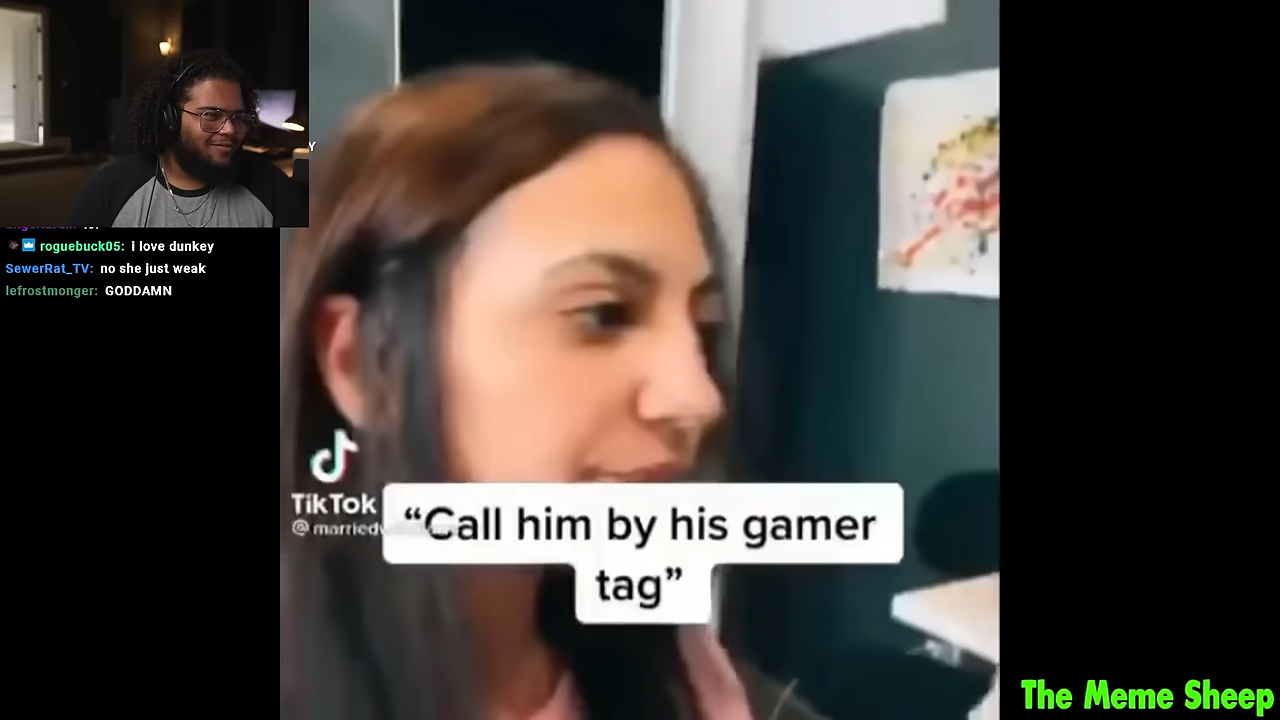 roguebuck05: i love dunkey
SewerRat_TV: no she just weak
lefrostmonger: GODDAMN
TikTok
@married
“Call him by his gamer
tag”
The Meme Sheep